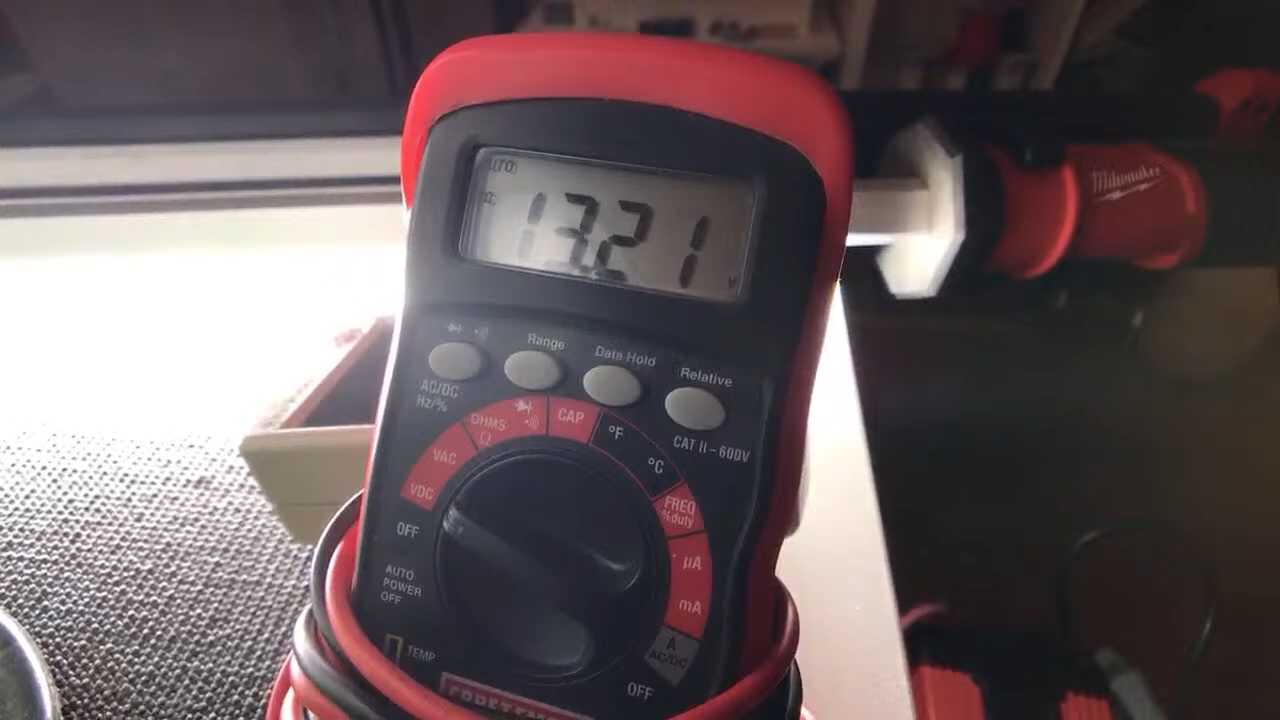 AUTO
DC
13.21
V
Milwaukee
Range
Data Hold
Relative
AC/DC
Hz/%
CAT II – 600V
OHMS
Ω
CAP
°F
°C
VAC
VDC
FREQ
%duty
OFF
µA
mA
AUTO
POWER
OFF
A
AC/DC
TEMP
OFF